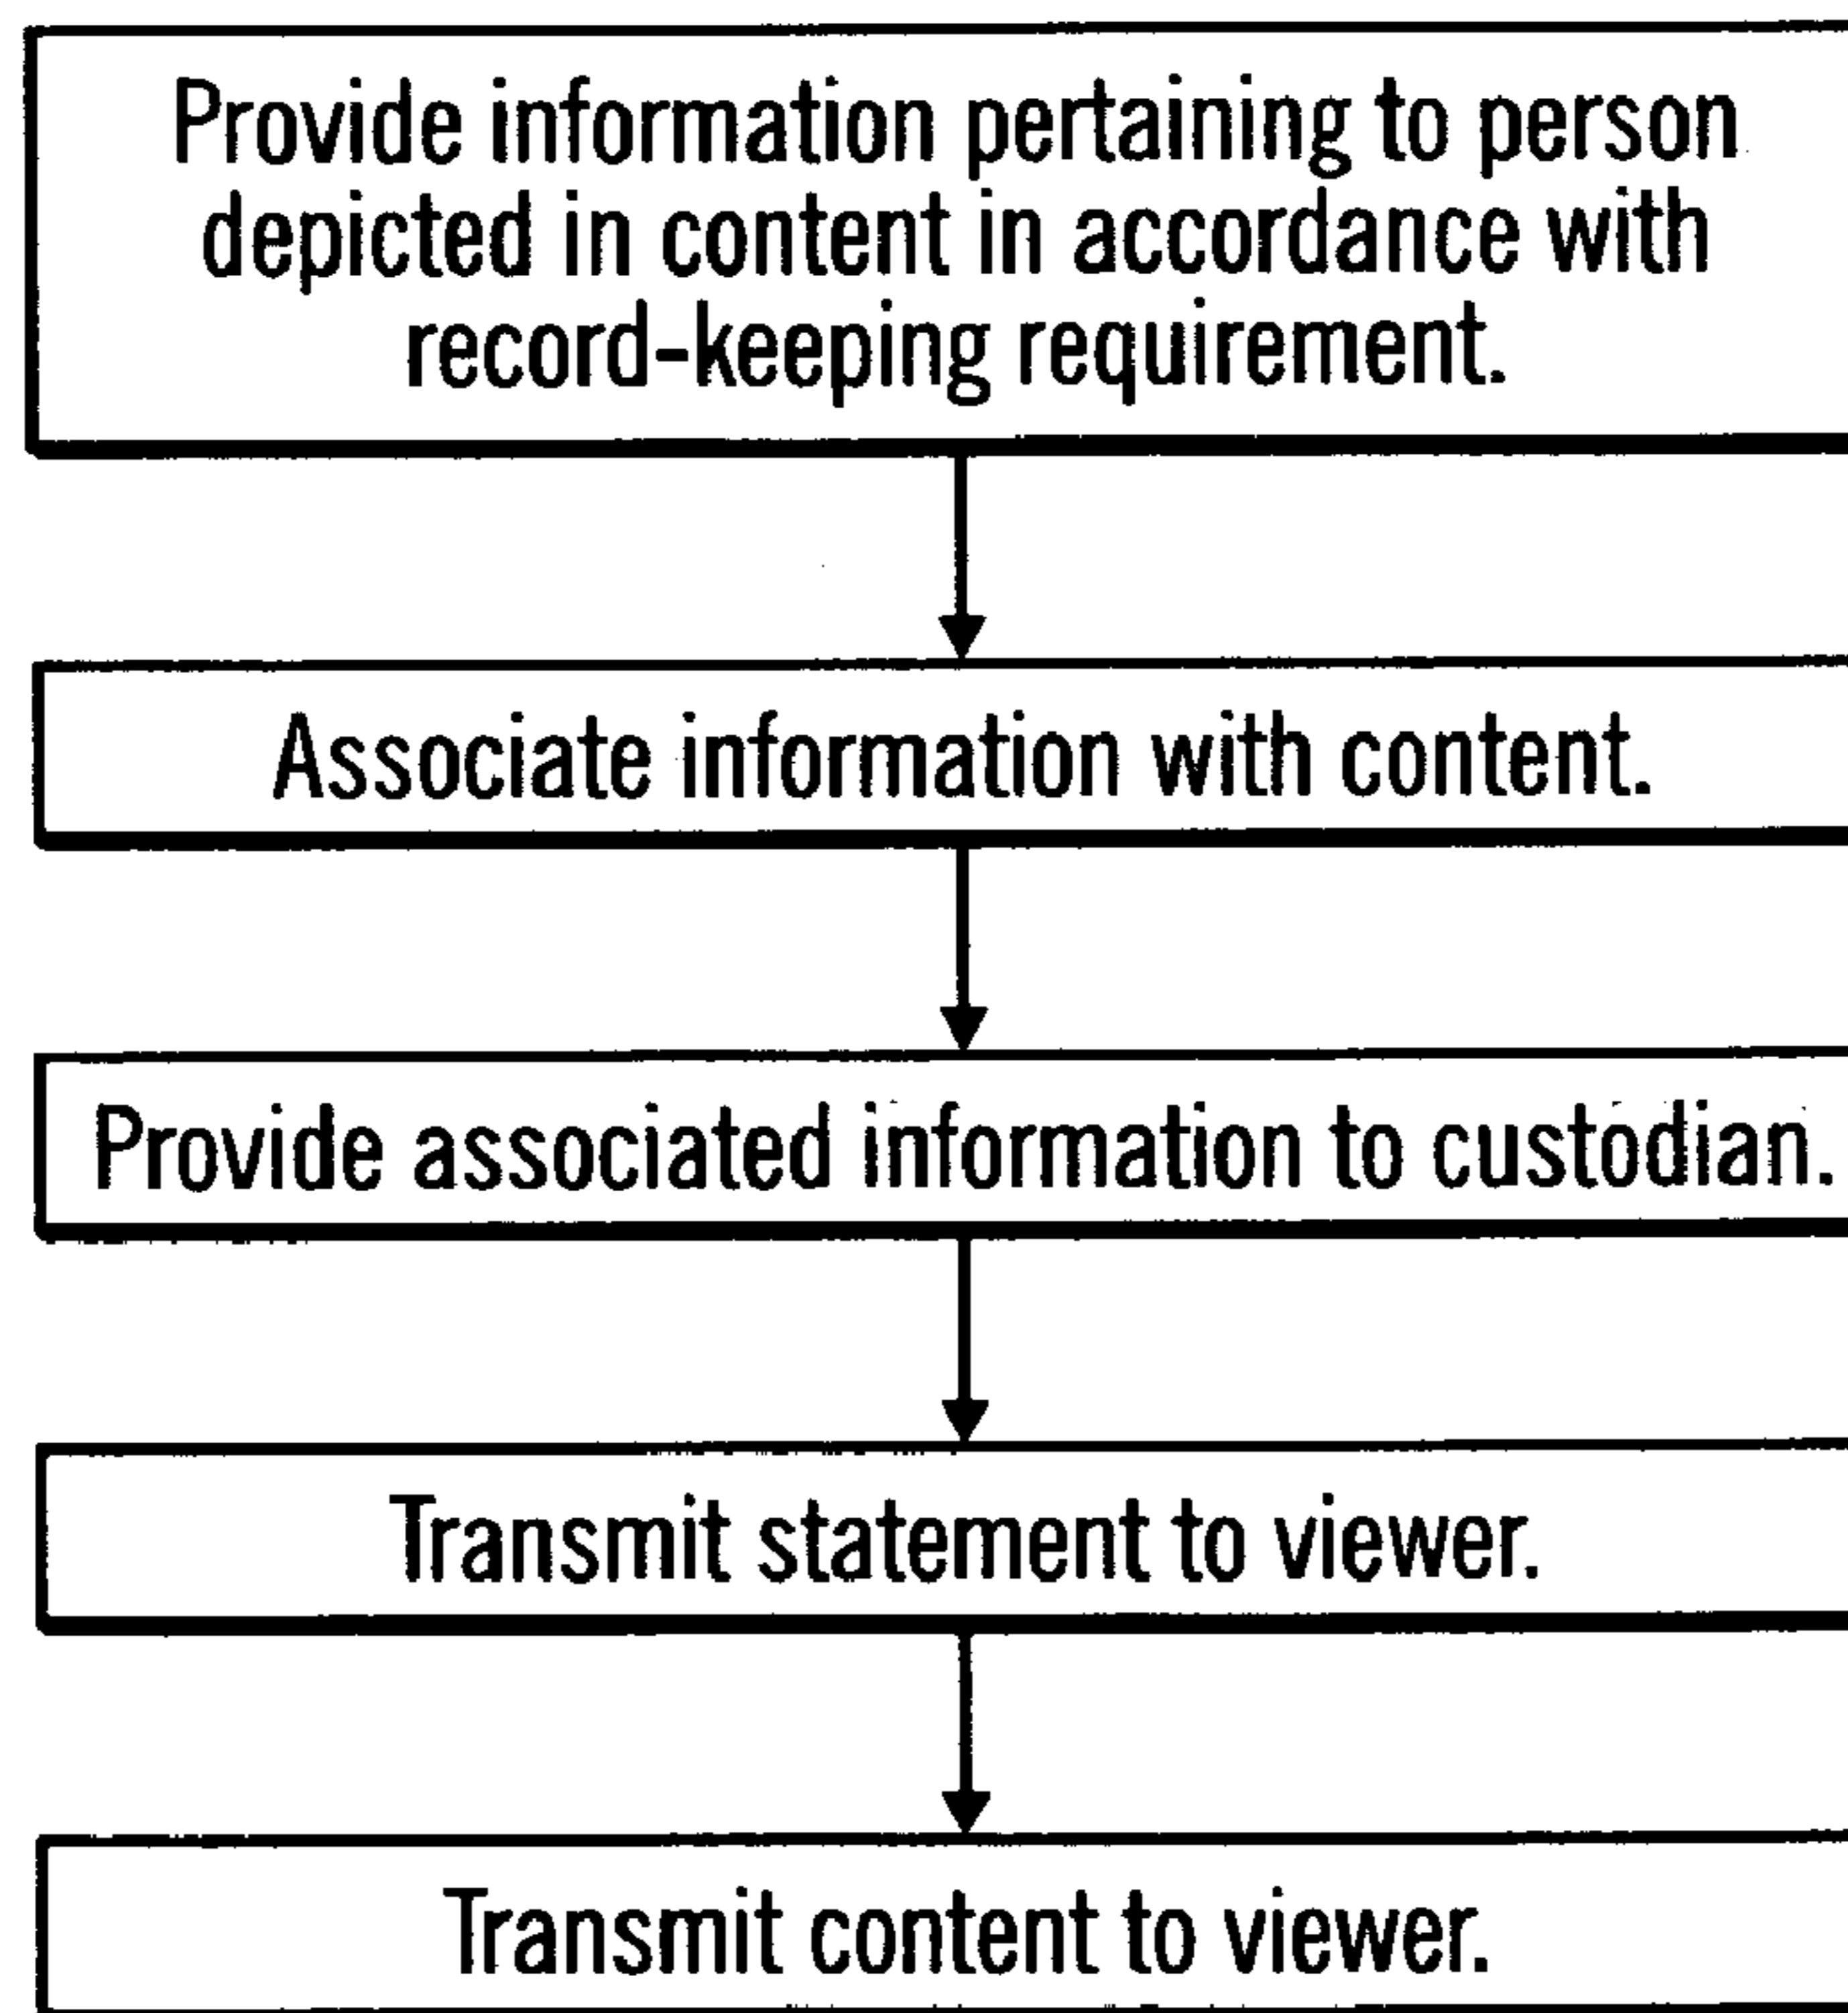 Provide information pertaining to person
depicted in content in accordance with
record-keeping requirement.
Associate information with content.
Provide associated information to custodian.
Transmit statement to viewer.
Transmit content to viewer.